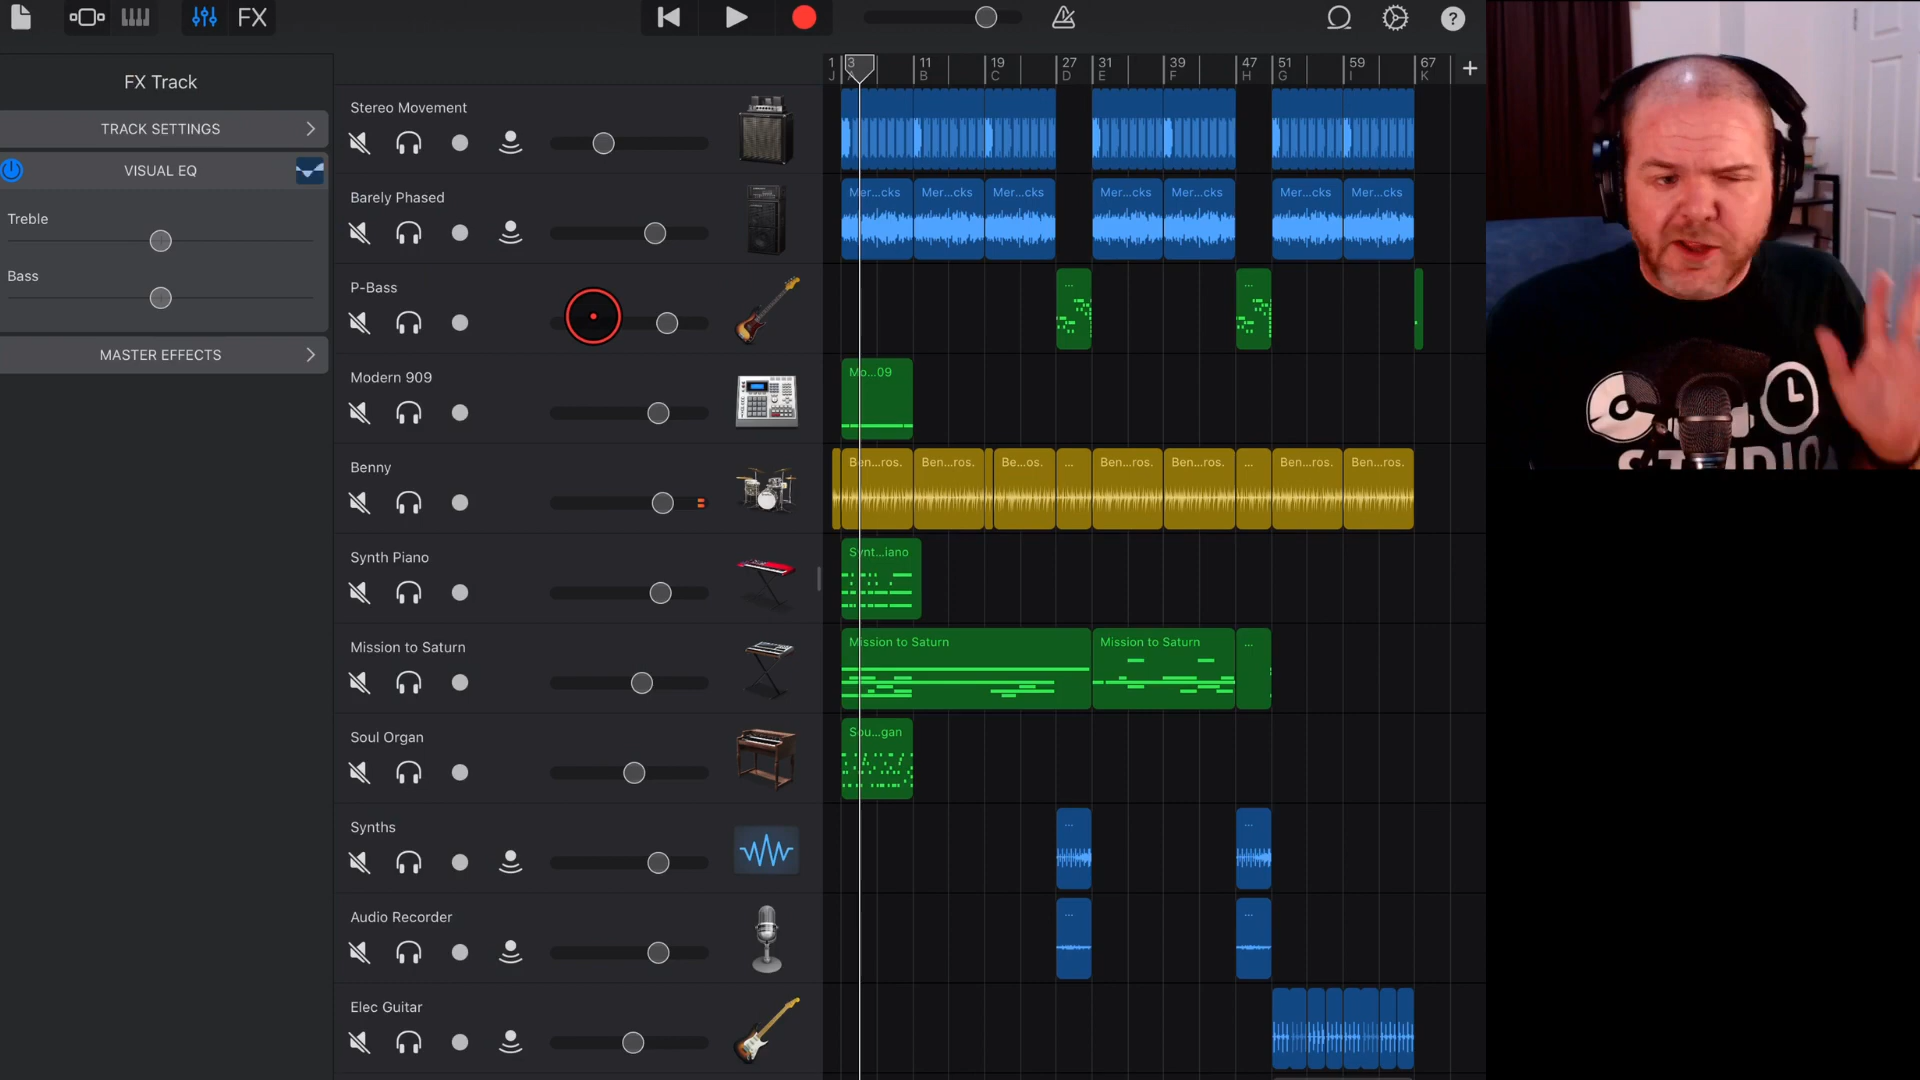 FX
?
1 3 11 19 27 31 39 47 51 59 67
J A B C D E F H G I K
FX Track
TRACK SETTINGS
VISUAL EQ
Treble
Bass
MASTER EFFECTS
Stereo Movement
Barely Phased
Mer...cks Mer...cks Mer...cks Mer...cks Mer...cks Mer...cks Mer...cks
P-Bass
... ...
Modern 909
Mo...09
Benny
Ben...ros. Ben...ros. Be...os. ... Ben...ros. Ben...ros. ... Ben...ros. Ben...ros.
Synth Piano
Synt...iano
Mission to Saturn
Mission to Saturn Mission to Saturn ...
Soul Organ
Sou...gan
Synths
... ...
Audio Recorder
... ...
Elec Guitar
STUDIO